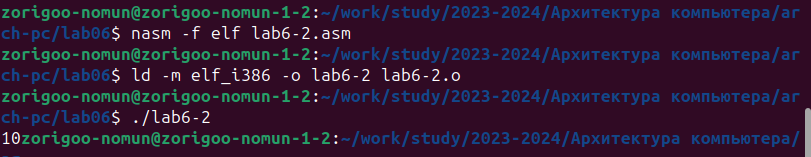 zorigoo-nomun@zorigoo-nomun-1-2:~/work/study/2023-2024/Архитектура компьютера/ar
ch-pc/lab06$ nasm -f elf lab6-2.asm
zorigoo-nomun@zorigoo-nomun-1-2:~/work/study/2023-2024/Архитектура компьютера/ar
ch-pc/lab06$ ld -m elf_i386 -o lab6-2 lab6-2.o
zorigoo-nomun@zorigoo-nomun-1-2:~/work/study/2023-2024/Архитектура компьютера/ar
ch-pc/lab06$ ./lab6-2
10zorigoo-nomun@zorigoo-nomun-1-2:~/work/study/2023-2024/Архитектура компьютера/